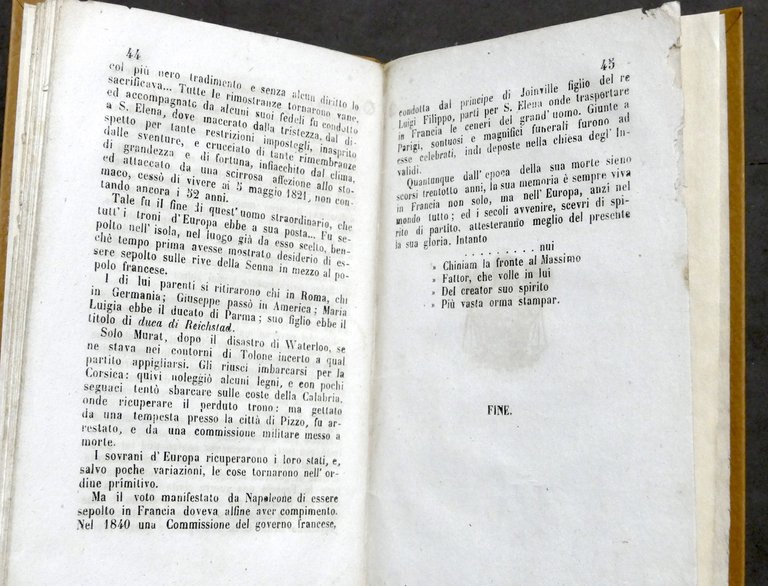 44
col più nero tradimento e senza alcun diritto lo
sacrificava... Tutte le rimostranze tornarono vane,
ed accompagnato da alcuni suoi fedeli fu condotto
a S. Elena, dove macerato dalla tristezza, dal di-
spetto per tante restrizioni impostegli, inasprito
dalle sventure, e crucciato di tante rimembranze
di grandezza e di fortuna, infiacchito dal clima,
ed attaccato da una scirrosa affezione allo sto-
maco, cessò di vivere ai 5 maggio 1821, non con-
tando ancora i 52 anni.
Tale fu il fine di quest'uomo straordinario, che
tutt'i troni d'Europa ebbe a sua posta... Fu se-
polto nell'isola, nel luogo già da esso scelto, ben-
chè tempo prima avesse mostrato desiderio di es-
sere sepolto sulle rive della Senna in mezzo al po-
polo francese.
I di lui parenti si ritirarono chi in Roma, chi
in Germania; Giuseppe passò in America; Maria
Luigia ebbe il ducato di Parma; suo figlio ebbe il
titolo di duca di Reichstad.
Solo Murat, dopo il disastro di Waterloo, se
ne stava nei contorni di Tolone incerto a qual
partito appigliarsi. Gli riuscì imbarcarsi per la
Corsica: quivi noleggiò alcuni legni, e con pochi
seguaci tentò sbarcare sulle coste della Calabria,
onde ricuperare il perduto trono: ma gettato
da una tempesta presso la città di Pizzo, fu ar-
restato, e da una commissione militare messo a
morte.
I sovrani d'Europa ricuperarono i loro stati, e,
salvo poche variazioni, le cose tornarono nell'or-
dine primitivo.
Ma il voto manifestato da Napoleone di essere
sepolto in Francia doveva alfine aver compimento.
Nel 1840 una Commissione del governo francese,
45
condotta dal principe di Joinville figlio del re
Luigi Filippo, partì per S. Elena onde trasportare
in Francia le ceneri del grand'uomo. Giunte a
Parigi, sontuosi e magnifici funerali furono ad
esse celebrati, indi deposte nella chiesa degl'In-
validi.
Quantunque dall'epoca della sua morte sieno
scorsi trentotto anni, la sua memoria è sempre viva
in Francia non solo, ma nell'Europa, anzi nel
mondo tutto; ed i secoli avvenire, scevri di spi-
rito di partito, attesteranno meglio del presente
la sua gloria. Intanto
. . . . . . . . . nui
» Chiniam la fronte al Massimo
» Fattor, che volle in lui
» Del creator suo spirito
» Più vasta orma stampar.
FINE.